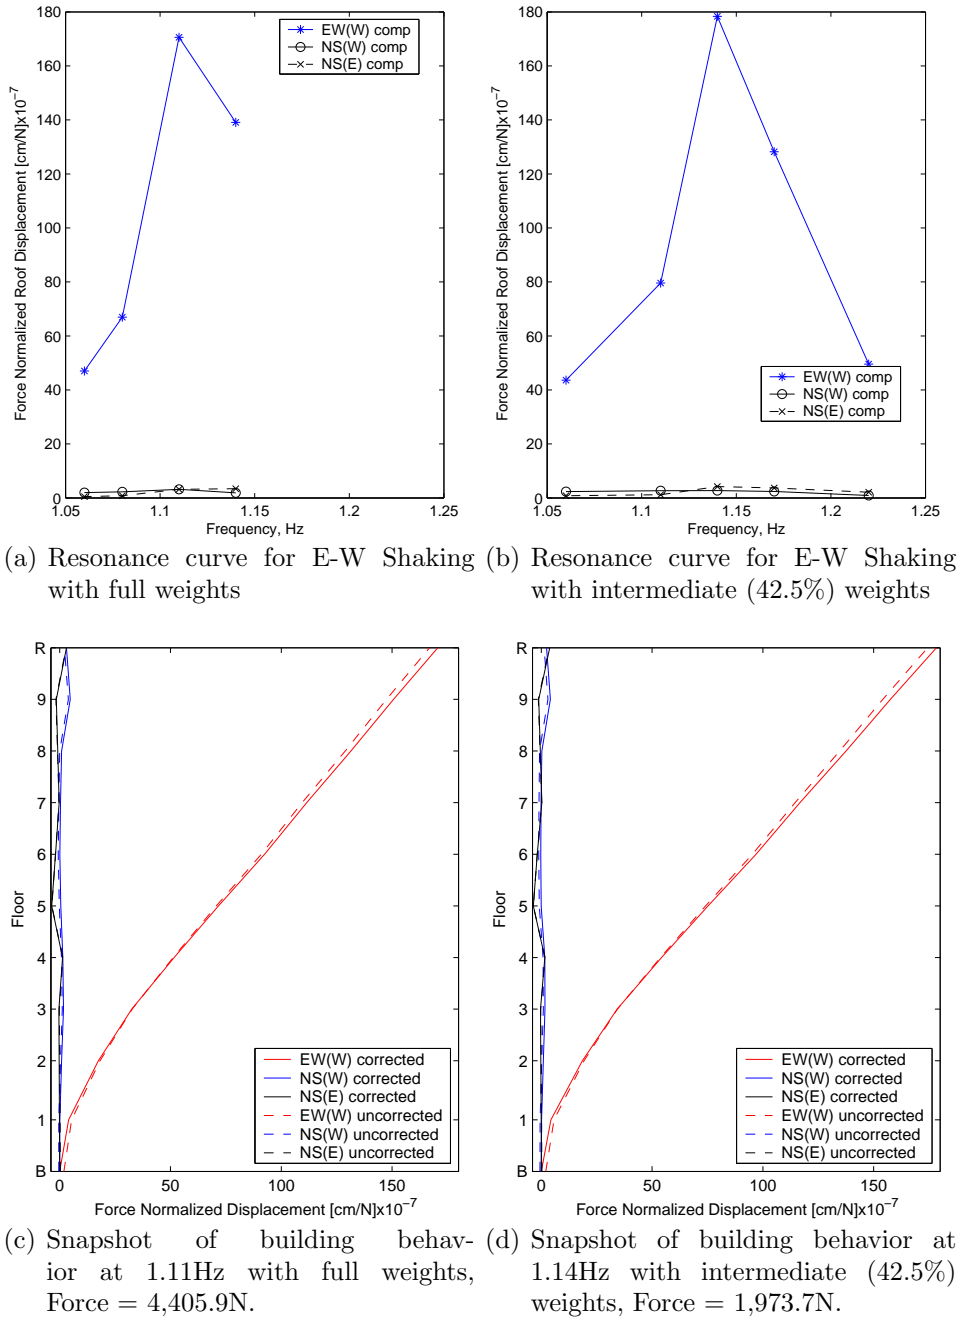 180
160
140
120
100
80
60
40
20
0
1.05
1.1
1.15
1.2
1.25
Frequency, Hz
Force Normalized Roof Displacement [cm/N]x10⁻⁷
EW(W) comp
NS(W) comp
NS(E) comp
(a) Resonance curve for E-W Shaking
with full weights
180
160
140
120
100
80
60
40
20
0
1.05
1.1
1.15
1.2
1.25
Frequency, Hz
Force Normalized Roof Displacement [cm/N]x10⁻⁷
EW(W) comp
NS(W) comp
NS(E) comp
(b) Resonance curve for E-W Shaking
with intermediate (42.5%) weights
R
9
8
7
6
5
4
3
2
1
B
Floor
0
50
100
150
Force Normalized Displacement [cm/N]x10⁻⁷
EW(W) corrected
NS(W) corrected
NS(E) corrected
EW(W) uncorrected
NS(W) uncorrected
NS(E) uncorrected
(c) Snapshot of building behav-
ior at 1.11Hz with full weights,
Force = 4,405.9N.
R
9
8
7
6
5
4
3
2
1
B
Floor
0
50
100
150
Force Normalized Displacement [cm/N]x10⁻⁷
EW(W) corrected
NS(W) corrected
NS(E) corrected
EW(W) uncorrected
NS(W) uncorrected
NS(E) uncorrected
(d) Snapshot of building behavior at
1.14Hz with intermediate (42.5%)
weights, Force = 1,973.7N.